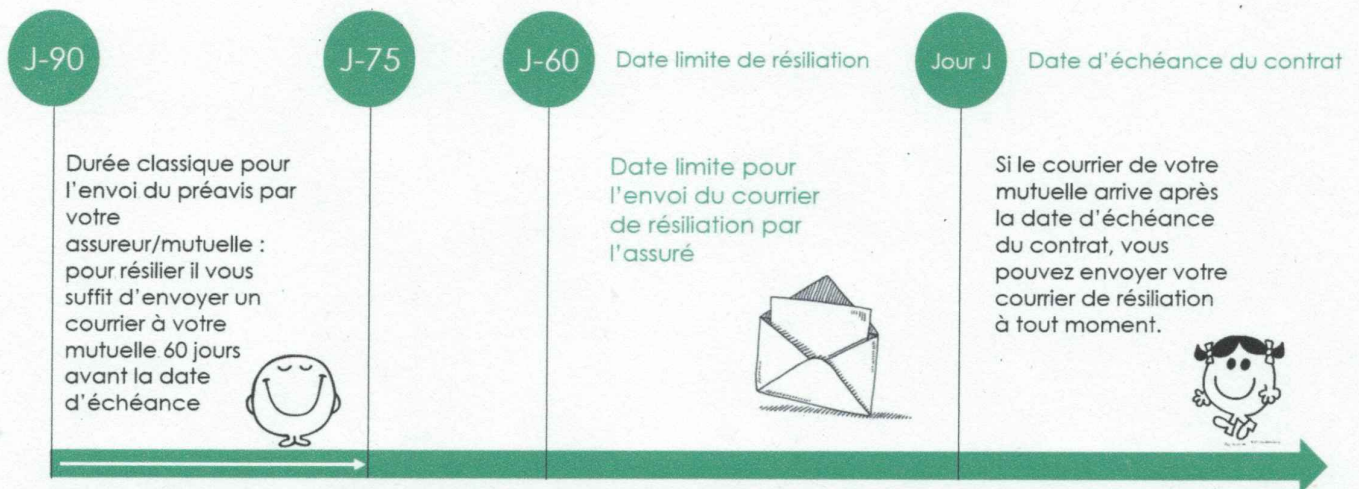 J-90
J-75
J-60
Date limite de résiliation
Jour J
Date d'échéance du contrat
Durée classique pour
l'envoi du préavis par
votre
assureur/mutuelle :
pour résilier il vous
suffit d'envoyer un
courrier à votre
mutuelle 60 jours
avant la date
d'échéance
Date limite pour
l'envoi du courrier
de résiliation par
l'assuré
Si le courrier de votre
mutuelle arrive après
la date d'échéance
du contrat, vous
pouvez envoyer votre
courrier de résiliation
à tout moment.